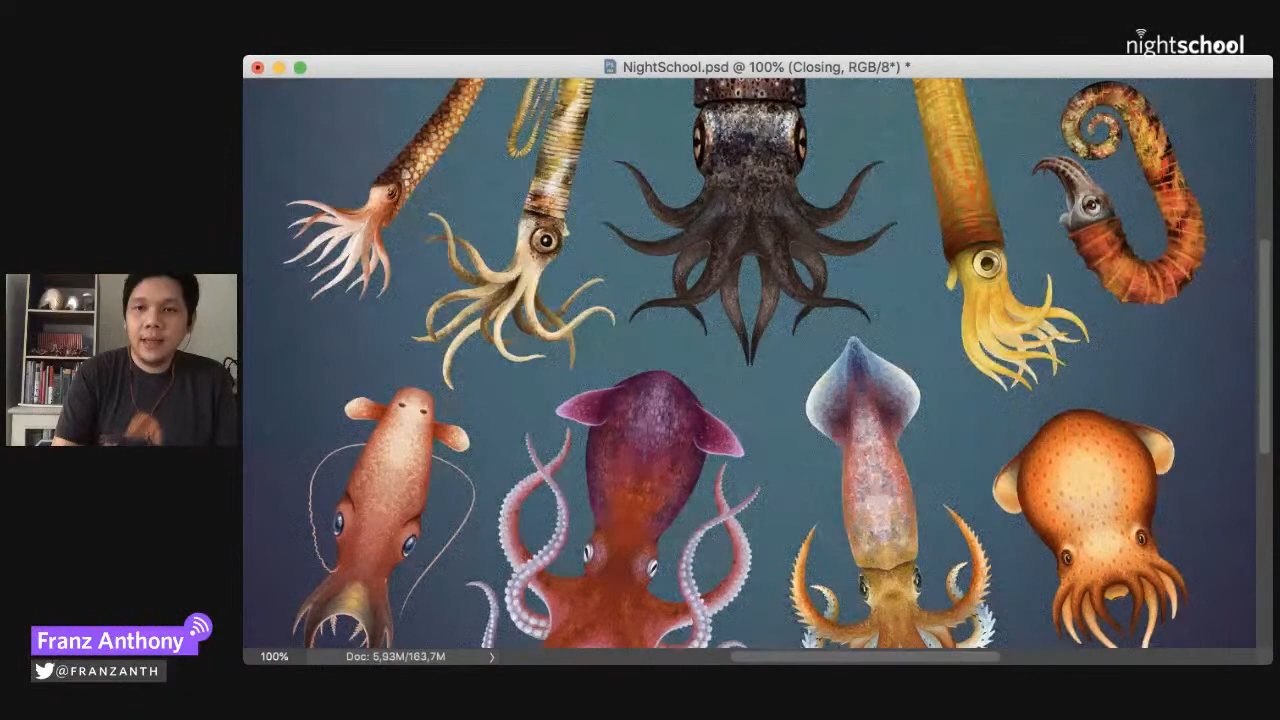 nightschool
NightSchool.psd @ 100% (Closing, RGB/8*) *
Franz Anthony
@FRANZANTH
100%
Doc: 5,93M/163,7M